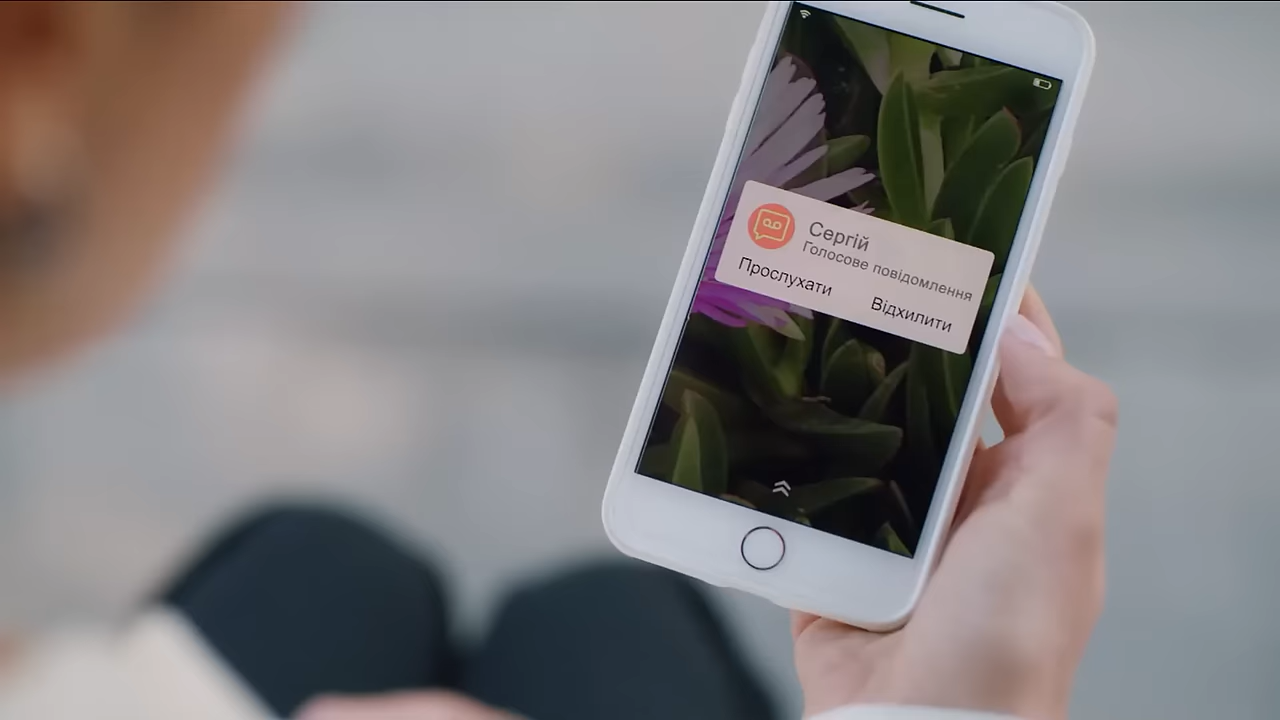 Сергій
Голосове повідомлення
Прослухати
Відхилити